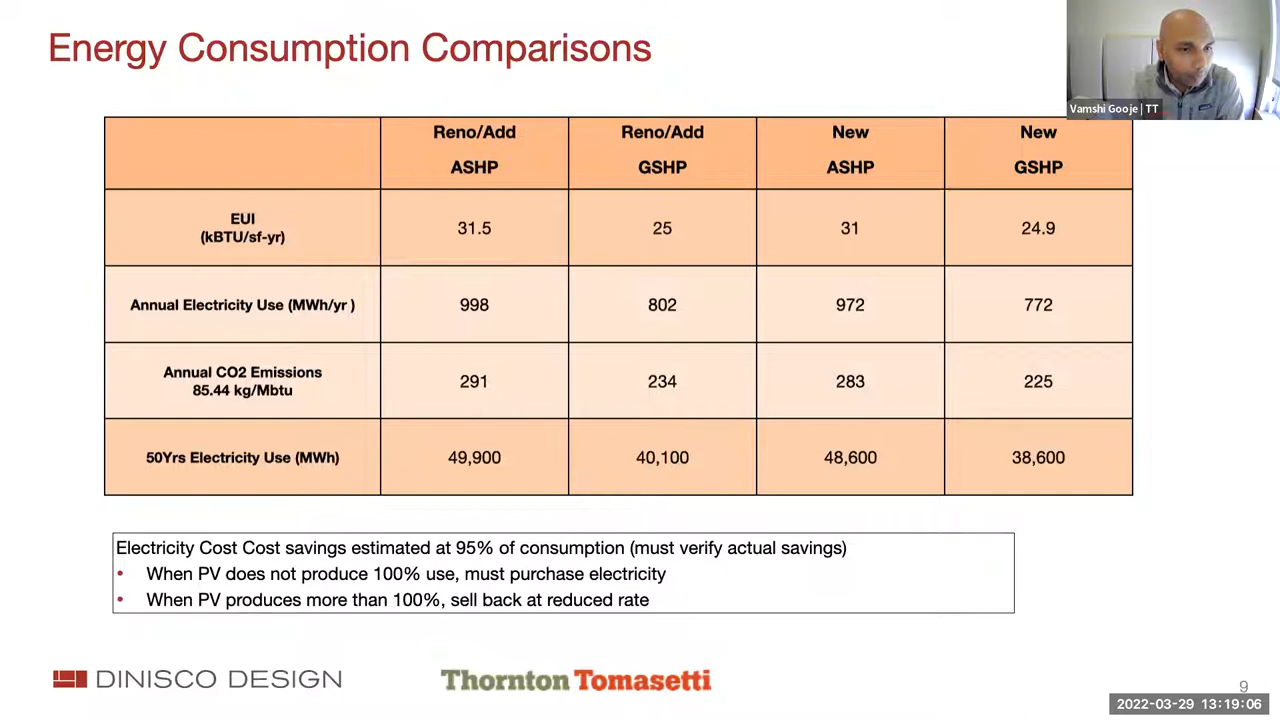 Energy Consumption Comparisons
Vamshi Gooje | TT
Reno/Add
ASHP
Reno/Add
GSHP
New
ASHP
New
GSHP
EUI
(kBTU/sf-yr)
31.5
25
31
24.9
Annual Electricity Use (MWh/yr )
998
802
972
772
Annual CO2 Emissions
85.44 kg/Mbtu
291
234
283
225
50Yrs Electricity Use (MWh)
49,900
40,100
48,600
38,600
Electricity Cost Cost savings estimated at 95% of consumption (must verify actual savings)
• When PV does not produce 100% use, must purchase electricity
• When PV produces more than 100%, sell back at reduced rate
DINISCO DESIGN
Thornton Tomasetti
9
2022-03-29 13:19:06